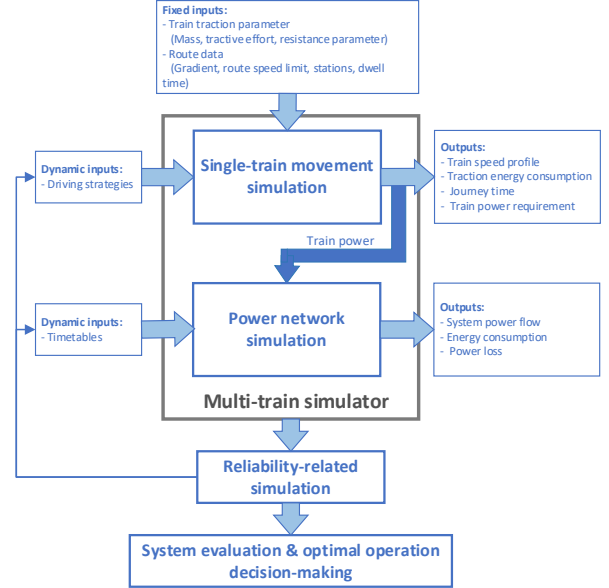 Fixed inputs:
- Train traction parameter
(Mass, tractive effort, resistance parameter)
- Route data
(Gradient, route speed limit, stations, dwell
time)
Dynamic inputs:
- Driving strategies
Single-train movement
simulation
Outputs:
- Train speed profile
- Traction energy consumption
- Journey time
- Train power requirement
Train power
Dynamic inputs:
- Timetables
Power network
simulation
Outputs:
- System power flow
- Energy consumption
- Power loss
Multi-train simulator
Reliability-related
simulation
System evaluation & optimal operation
decision-making